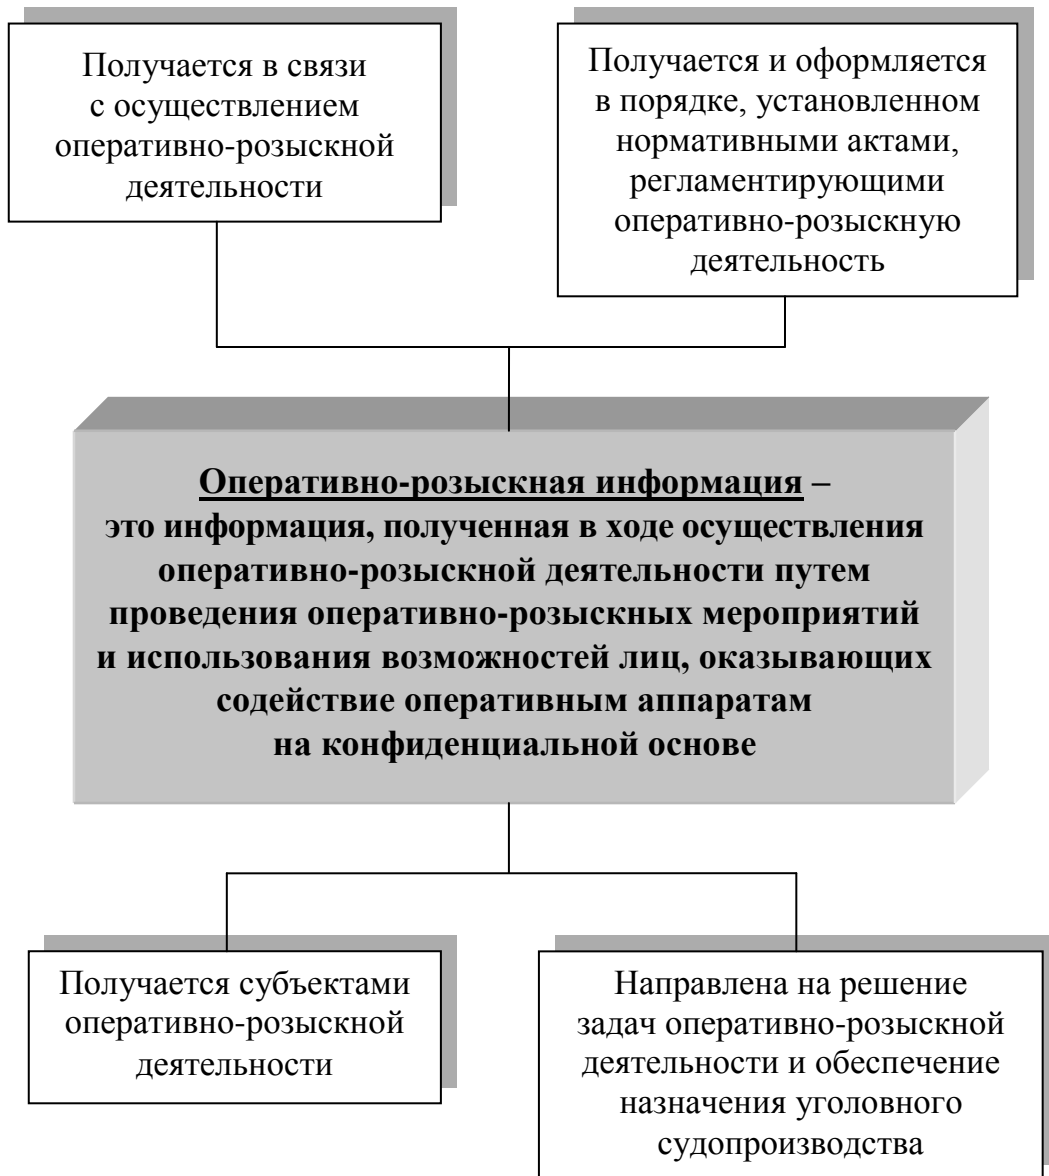 Получается в связи
с осуществлением
оперативно-розыскной
деятельности
Получается и оформляется
в порядке, установленном
нормативными актами,
регламентирующими
оперативно-розыскную
деятельность
Оперативно-розыскная информация –
это информация, полученная в ходе осуществления
оперативно-розыскной деятельности путем
проведения оперативно-розыскных мероприятий
и использования возможностей лиц, оказывающих
содействие оперативным аппаратам
на конфиденциальной основе
Получается субъектами
оперативно-розыскной
деятельности
Направлена на решение
задач оперативно-розыскной
деятельности и обеспечение
назначения уголовного
судопроизводства